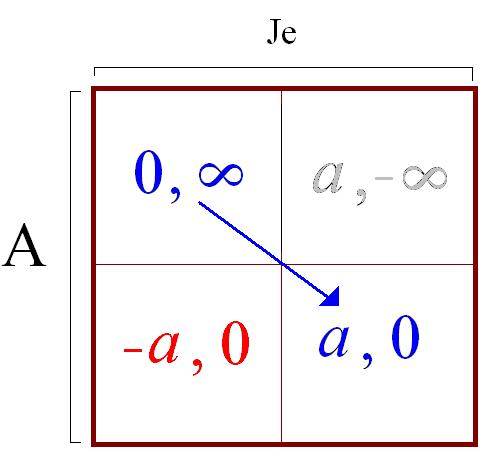 Je
0, ∞ a, -∞
A
-a, 0 a, 0